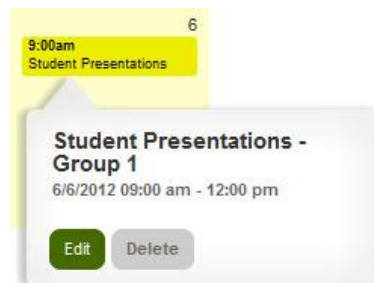 6
9:00am
Student Presentations
Student Presentations -
Group 1
6/6/2012 09:00 am - 12:00 pm
Edit Delete